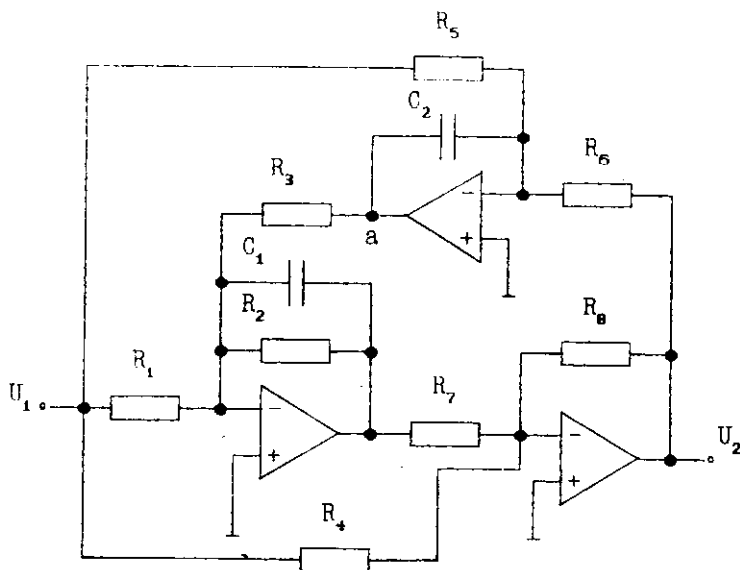 R₅
C₂
R₃
R₆
−
+
a
C₁
R₂
R₈
R₁
R₇
U₁
−
+
−
+
U₂
R₄